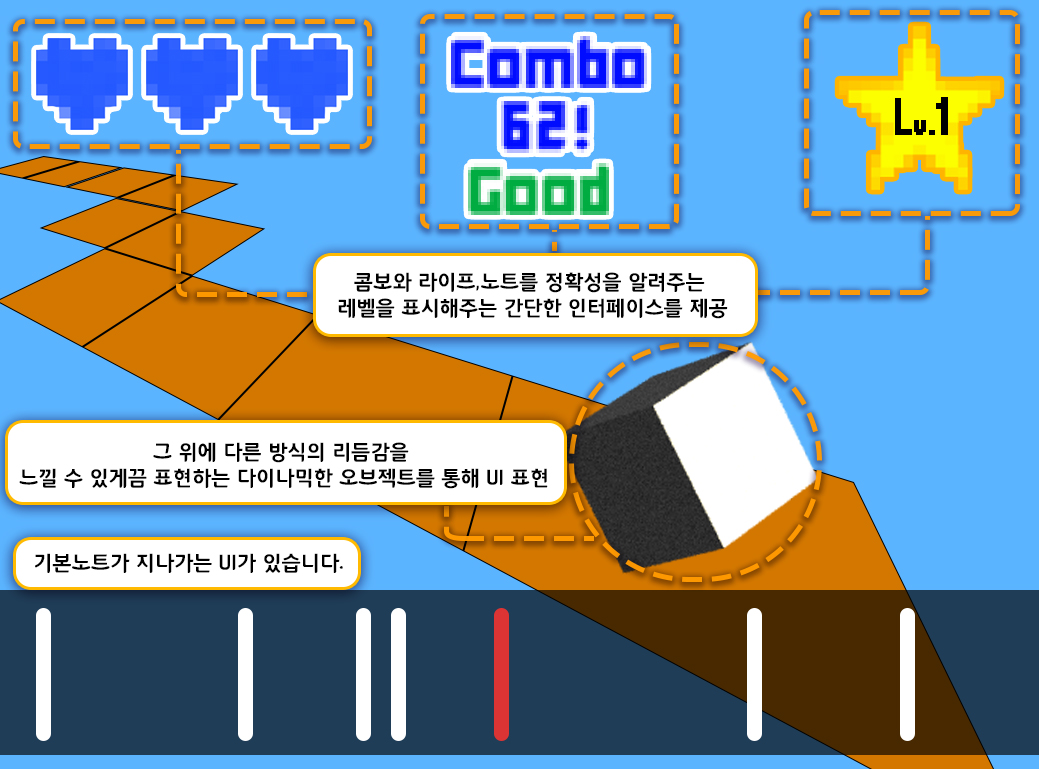 Combo
62!
Good
Lv.1
콤보와 라이프,노트를 정확성을 알려주는
레벨을 표시해주는 간단한 인터페이스를 제공
그 위에 다른 방식의 리듬감을
느낄 수 있게끔 표현하는 다이나믹한 오브젝트를 통해 UI 표현
기본노트가 지나가는 UI가 있습니다.